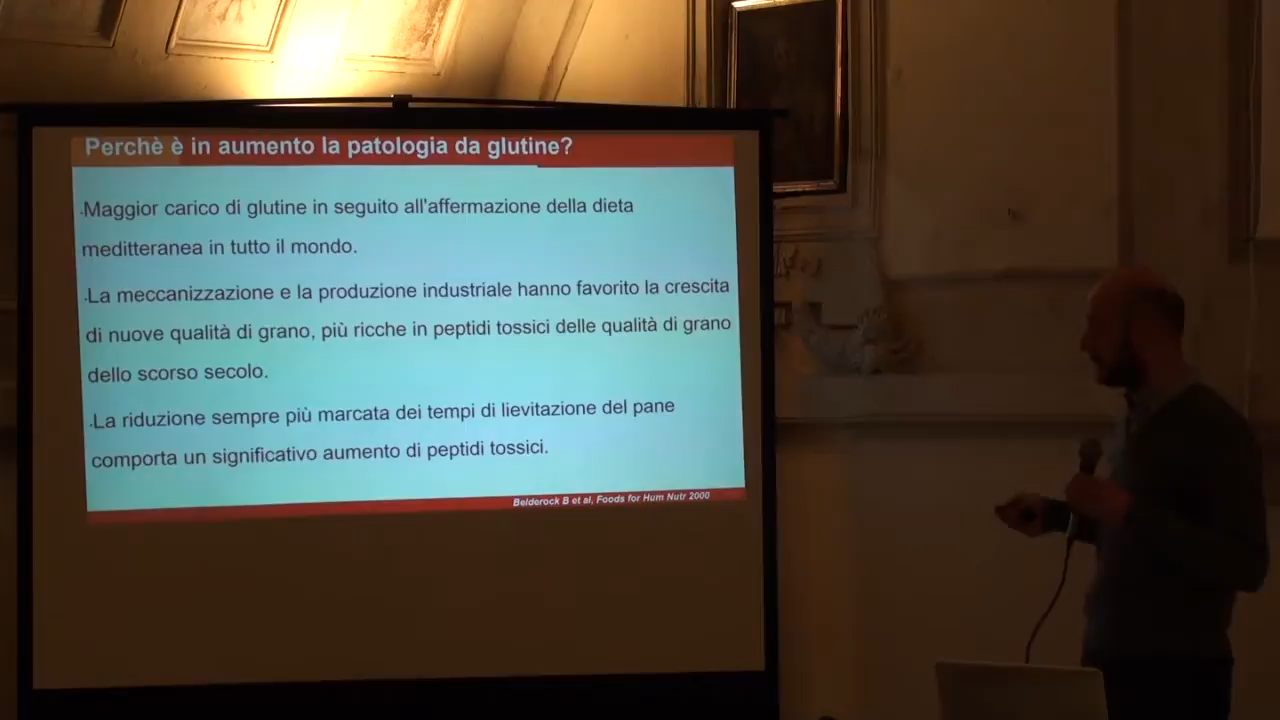 Perchè è in aumento la patologia da glutine?
.Maggior carico di glutine in seguito all'affermazione della dieta
meditteranea in tutto il mondo.
.La meccanizzazione e la produzione industriale hanno favorito la crescita
di nuove qualità di grano, più ricche in peptidi tossici delle qualità di grano
dello scorso secolo.
.La riduzione sempre più marcata dei tempi di lievitazione del pane
comporta un significativo aumento di peptidi tossici.
Belderock B et al, Foods for Hum Nutr 2000